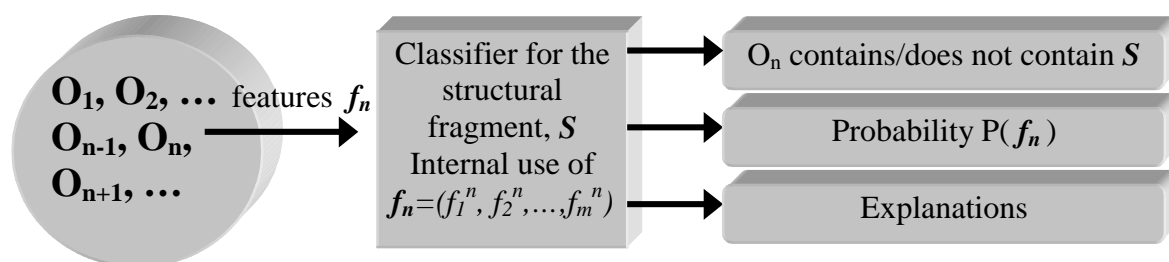 O₁, O₂, …
Oₙ₋₁, Oₙ,
Oₙ₊₁, …
features fₙ
Classifier for the
structural
fragment, S
Internal use of
fₙ=(f₁ⁿ, f₂ⁿ,...,fₘⁿ)
Oₙ contains/does not contain S
Probability P(fₙ)
Explanations